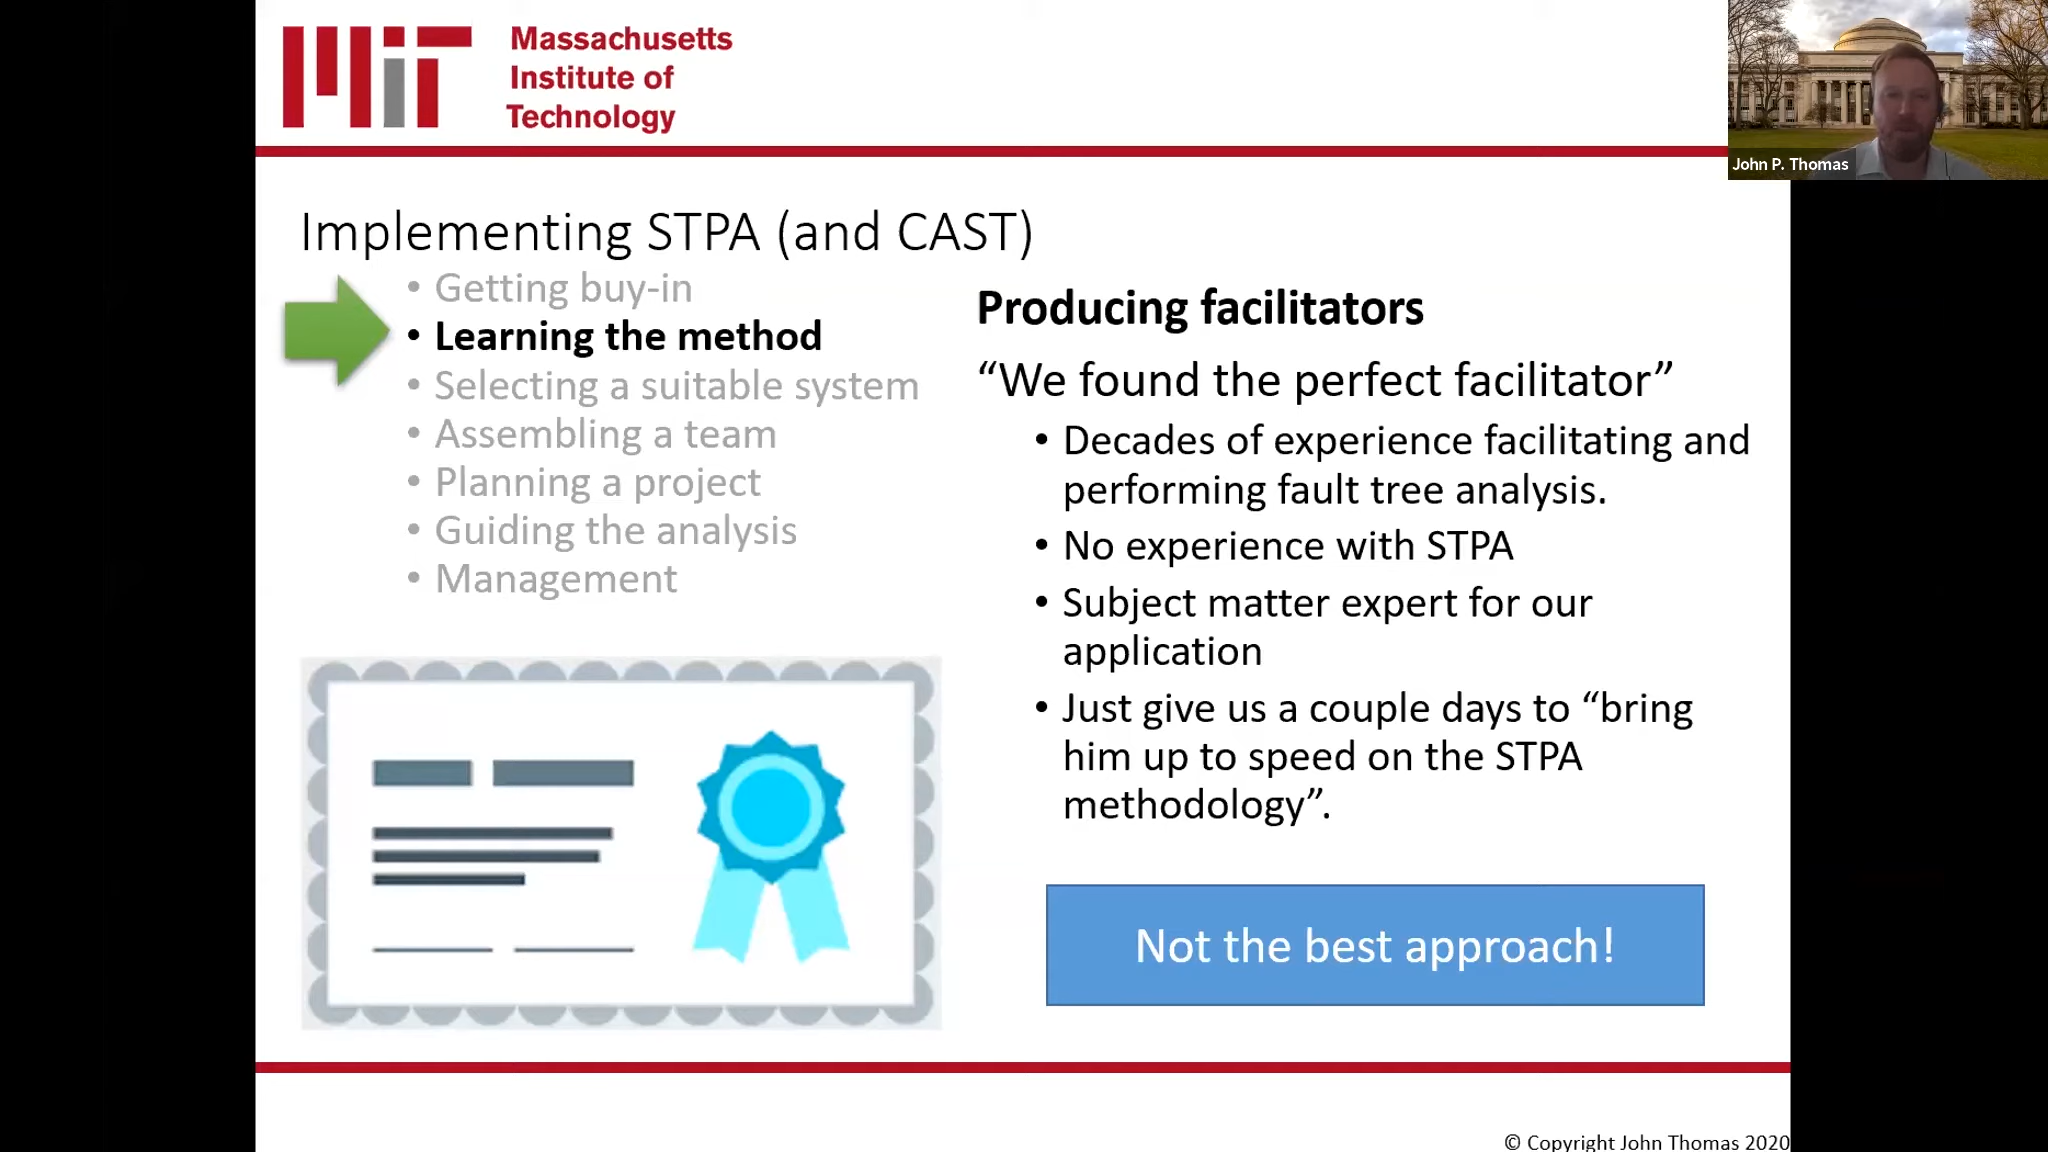 Massachusetts
Institute of
Technology
John P. Thomas
Implementing STPA (and CAST)
• Getting buy-in
• Learning the method
• Selecting a suitable system
• Assembling a team
• Planning a project
• Guiding the analysis
• Management
Producing facilitators
“We found the perfect facilitator”
• Decades of experience facilitating and
performing fault tree analysis.
• No experience with STPA
• Subject matter expert for our
application
• Just give us a couple days to “bring
him up to speed on the STPA
methodology”.
Not the best approach!
© Copyright John Thomas 2020